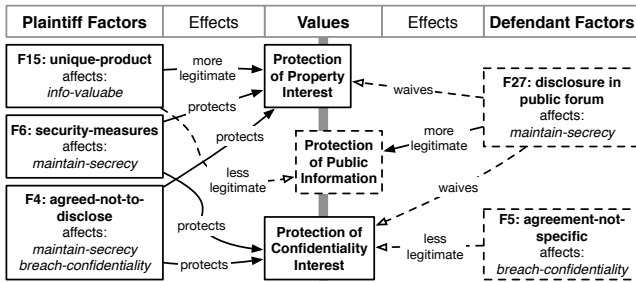 Plaintiff Factors
Effects
Values
Effects
Defendant Factors
F15: unique-product
affects:
info-valuabe
F6: security-measures
affects:
maintain-secrecy
F4: agreed-not-to-
disclose
affects:
maintain-secrecy
breach-confidentiality
more
legitimate
protects
protects
less
legitimate
protects
protects
Protection
of Property
Interest
Protection
of Public
Information
Protection of
Confidentiality
Interest
waives
more
legitimate
waives
less
legitimate
F27: disclosure in
public forum
affects:
maintain-secrecy
F5: agreement-not-
specific
affects:
breach-confidentiality